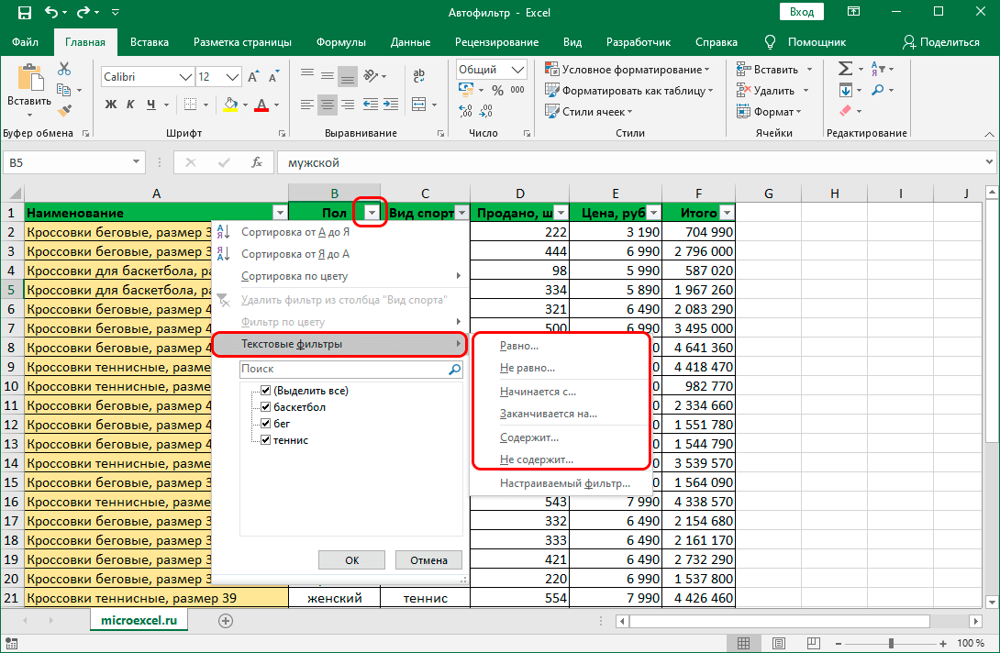 Автофильтр - Excel
Вход
Файл Главная Вставка Разметка страницы Формулы Данные Рецензирование Вид Разработчик Справка Помощник Поделиться
Вставить
Calibri 12
Ж К Ч
Общий
% 000
Условное форматирование
Форматировать как таблицу
Стили ячеек
Вставить
Удалить
Формат
Буфер обмена Шрифт Выравнивание Число Стили Ячейки Редактирование
B5 fx мужской
A B C D E F G H I J
1 Наименование Пол Вид спорт Продано, ш Цена, руб Итого
2 Кроссовки беговые, размер 3 222 3 190 704 990
3 Кроссовки беговые, размер 3 444 6 990 2 796 000
4 Кроссовки для баскетбола, ра 98 5 990 587 020
5 Кроссовки для баскетбола, ра 334 5 890 1 967 260
6 Кроссовки беговые, размер 4 321 6 490 2 083 290
7 Кроссовки беговые, размер 4 500 6 990 3 495 000
8 Кроссовки беговые, размер 4 0 4 641 360
9 Кроссовки теннисные, размер 0 4 418 470
10 Кроссовки теннисные, размер 0 982 770
11 Кроссовки беговые, размер 4 0 2 334 660
12 Кроссовки беговые, размер 4 0 1 551 780
13 Кроссовки беговые, размер 4 0 1 544 790
14 Кроссовки теннисные, размер 0 3 539 570
15 Кроссовки беговые, размер 3 0 1 564 090
16 Кроссовки теннисные, размер 543 7 990 4 338 570
17 Кроссовки беговые, размер 3 332 6 490 2 154 680
18 Кроссовки беговые, размер 3 333 6 490 2 161 170
19 Кроссовки беговые, размер 3 421 6 490 2 732 290
20 Кроссовки беговые, размер 3 220 6 990 1 537 800
21 Кроссовки теннисные, размер 39 женский теннис 554 7 990 4 426 460
Сортировка от А до Я
Сортировка от Я до А
Сортировка по цвету
Удалить фильтр из столбца "Вид спорта"
Фильтр по цвету
Текстовые фильтры
Поиск
(Выделить все)
баскетбол
бег
теннис
ОК Отмена
Равно...
Не равно...
Начинается с...
Заканчивается на...
Содержит...
Не содержит...
Настраиваемый фильтр...
microexcel.ru
100 %